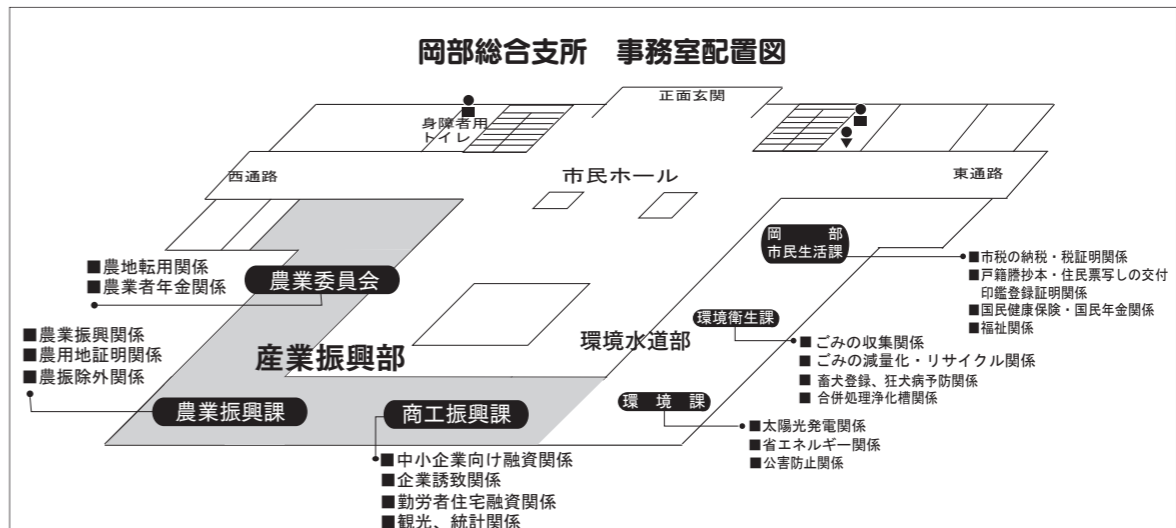 岡部総合支所　事務室配置図
正面玄関
身障者用
トイレ
西通路
市民ホール
東通路
岡　部
市民生活課
■市税の納税・税証明関係
■戸籍謄抄本・住民票写しの交付
印鑑登録証明関係
■国民健康保険・国民年金関係
■福祉関係
■農地転用関係
■農業者年金関係
農業委員会
■農業振興関係
■農用地証明関係
■農振除外関係
産業振興部
環境水道部
環境衛生課
■ごみの収集関係
■ごみの減量化・リサイクル関係
■畜犬登録、狂犬病予防関係
■合併処理浄化槽関係
農業振興課
商工振興課
環　境　課
■太陽光発電関係
■省エネルギー関係
■公害防止関係
■中小企業向け融資関係
■企業誘致関係
■勤労者住宅融資関係
■観光、統計関係